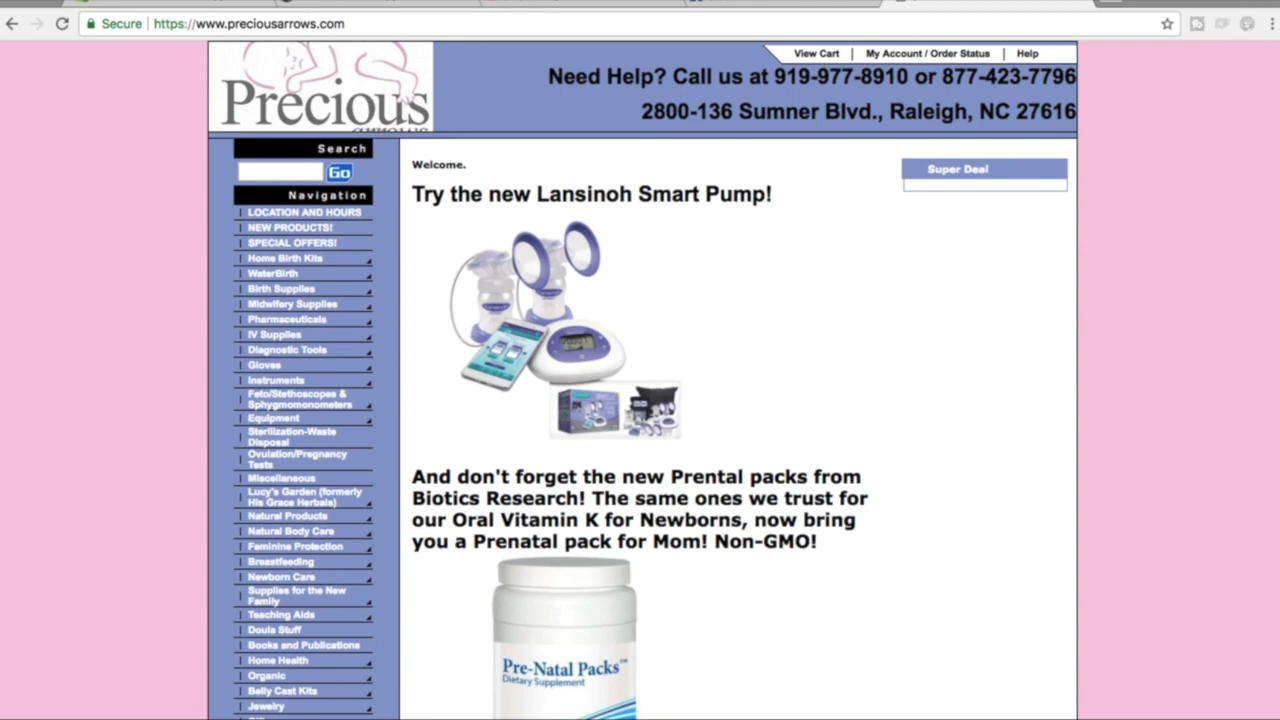 Secure | https://www.preciousarrows.com
View Cart | My Account / Order Status | Help
Need Help? Call us at 919-977-8910 or 877-423-7796
2800-136 Sumner Blvd., Raleigh, NC 27616
Precious
arrows
Search
Go
Navigation
LOCATION AND HOURS
NEW PRODUCTS!
SPECIAL OFFERS!
Home Birth Kits
WaterBirth
Birth Supplies
Midwifery Supplies
Pharmaceuticals
IV Supplies
Diagnostic Tools
Gloves
Instruments
Feto/Stethoscopes &
Sphygmomonometers
Equipment
Sterilization-Waste
Disposal
Ovulation/Pregnancy
Tests
Miscellaneous
Lucy's Garden (formerly
His Grace Herbals)
Natural Products
Natural Body Care
Feminine Protection
Breastfeeding
Newborn Care
Supplies for the New
Family
Teaching Aids
Doula Stuff
Books and Publications
Home Health
Organic
Belly Cast Kits
Jewelry
Welcome.
Try the new Lansinoh Smart Pump!
And don't forget the new Prental packs from
Biotics Research! The same ones we trust for
our Oral Vitamin K for Newborns, now bring
you a Prenatal pack for Mom! Non-GMO!
Pre-Natal Packs™
Dietary Supplement
Super Deal